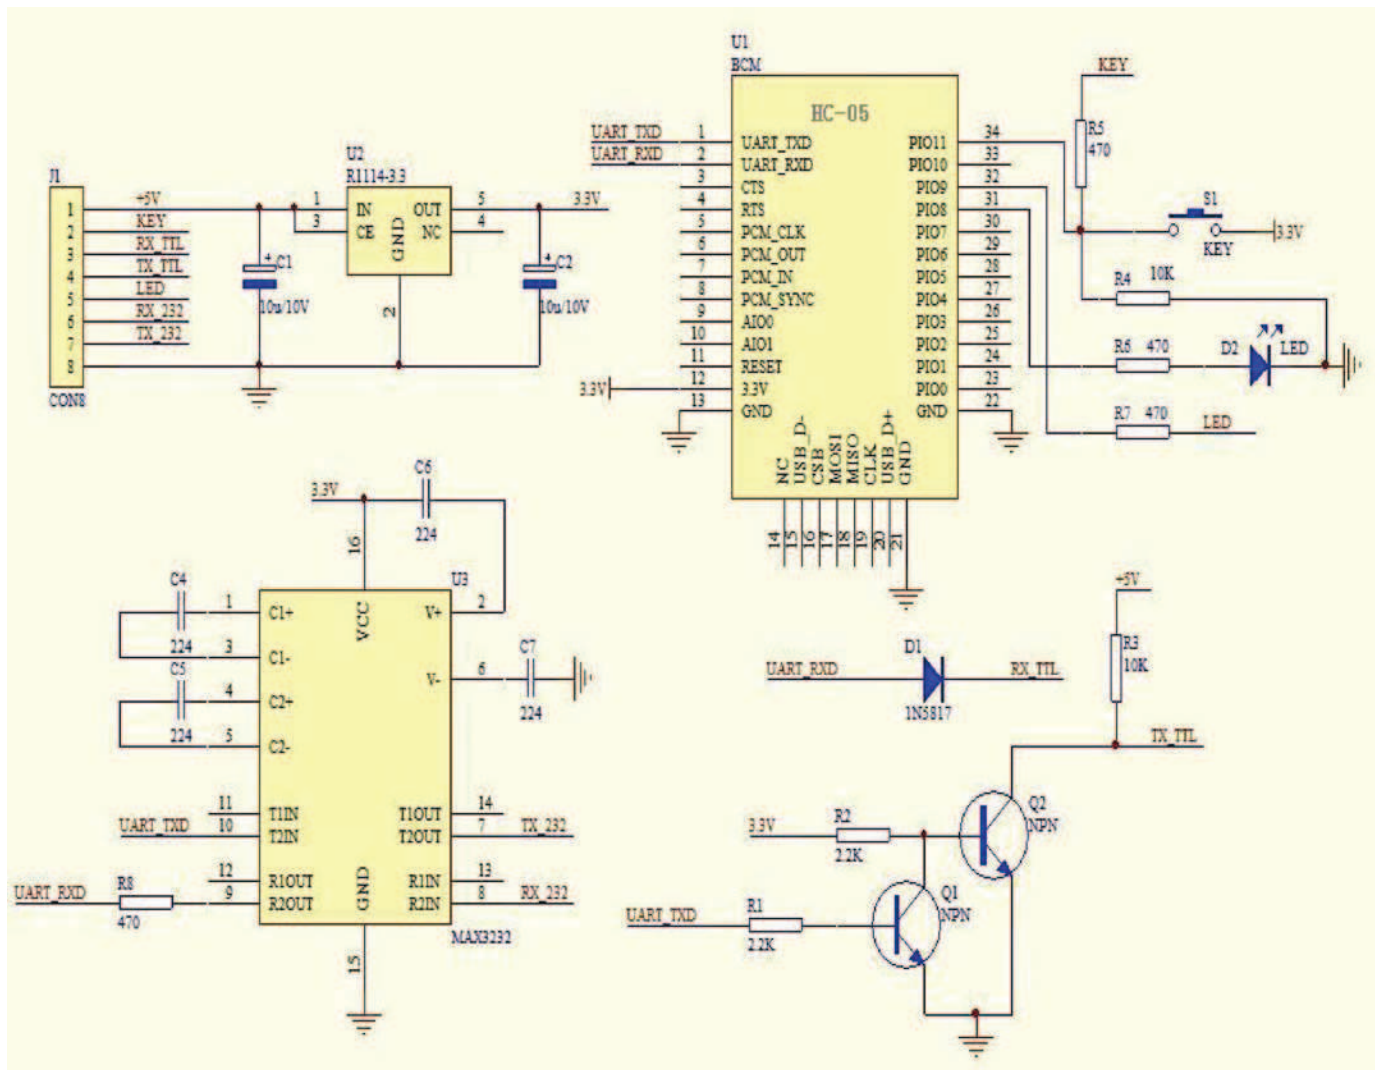 J1
1 +5V
2 KEY
3 RX_TTL
4 TX_TTL
5 LED
6 RX_232
7 TX_232
8
CON8
U2
R1114-3.3
1 IN OUT 5 3.3V
3 CE NC 4
GND
2
+ C1
10u/10V
+ C2
10u/10V
U1
BCM
HC-05
UART_TXD 1 UART_TXD PIO11 34
UART_RXD 2 UART_RXD PIO10 33
3 CTS PIO9 32
4 RTS PIO8 31
5 PCM_CLK PIO7 30
6 PCM_OUT PIO6 29
7 PCM_IN PIO5 28
8 PCM_SYNC PIO4 27
9 AIO0 PIO3 26
10 AIO1 PIO2 25
11 RESET PIO1 24
3.3V 12 3.3V PIO0 23
13 GND GND 22
NC USB_D- CSB MOSI MISO CLK USB_D+ GND
14 15 16 17 18 19 20 21
KEY
R5
470
S1
KEY
3.3V
R4 10K
R6 470 D2 LED
R7 470 LED
3.3V
C6
224
16
U3
C4
224
1 C1+ VCC V+ 2
3 C1-
C5
224
4 C2+ V- 6
C7
224
5 C2-
11 T1IN T1OUT 14
UART_TXD 10 T2IN T2OUT 7 TX_232
12 R1OUT R1IN 13
UART_RXD R8 9 R2OUT GND R2IN 8 RX_232
470
MAX3232
15
+5V
R3
10K
UART_RXD D1 RX_TTL
1N5817
TX_TTL
3.3V R2
2.2K
Q2
NPN
UART_TXD R1
2.2K
Q1
NPN